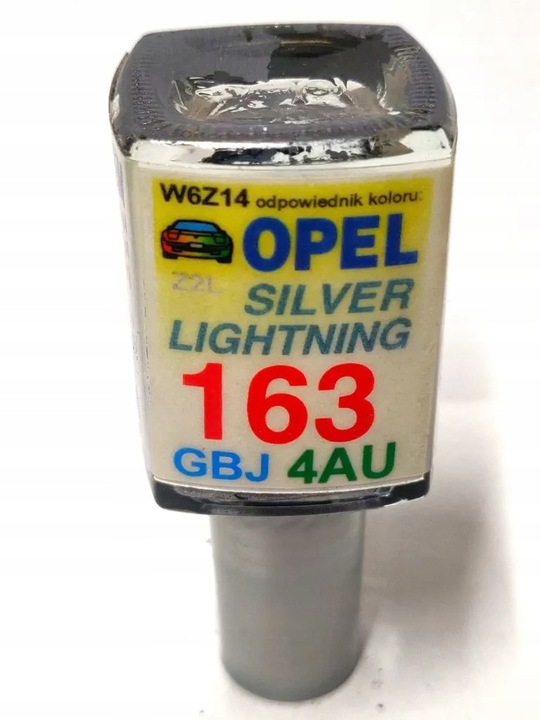 W6Z14 odpowiednik koloru:
OPEL
Z2L SILVER
LIGHTNING
163
GBJ 4AU